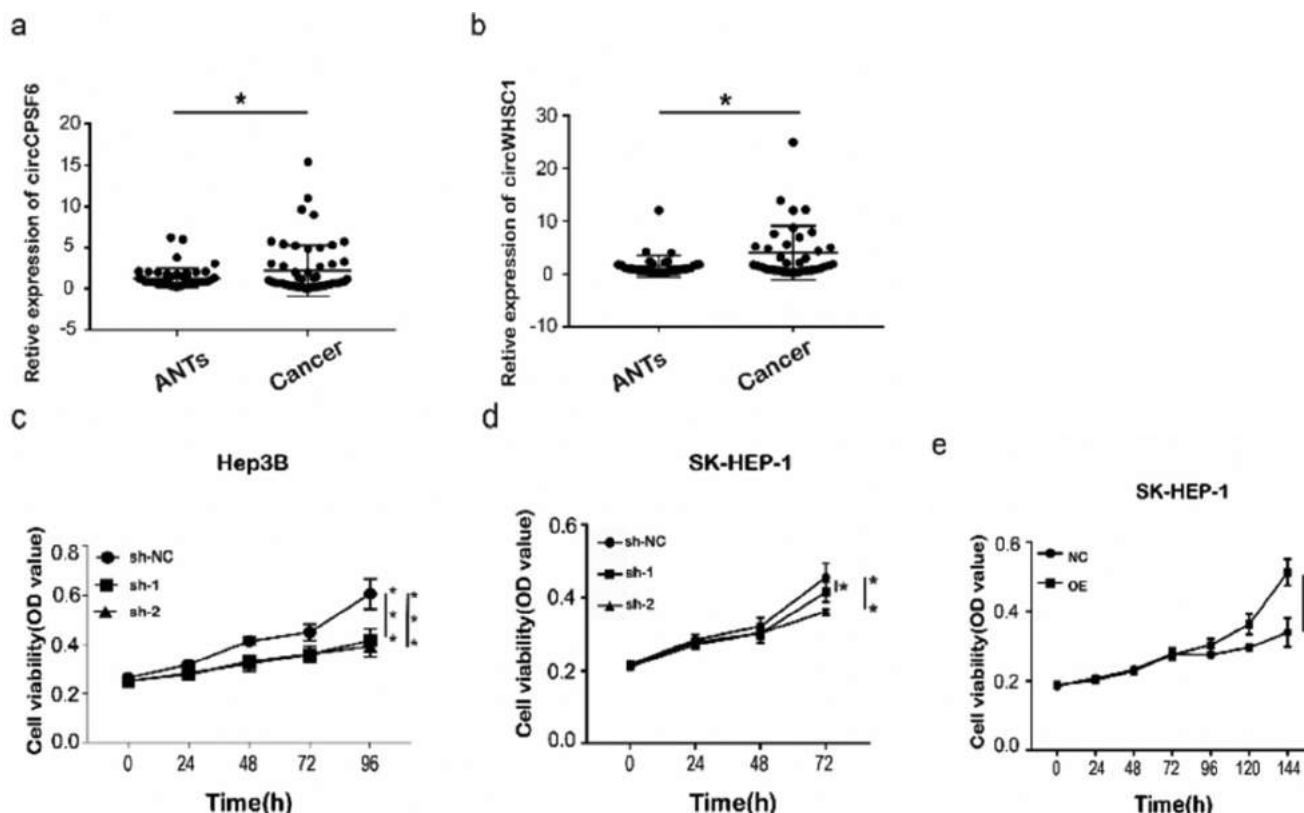 a
Retive expression of circCPSF6
20
15
10
5
0
-5
*
ANTs
Cancer
b
Retive expression of circWHSC1
30
20
10
0
-10
*
ANTs
Cancer
c
Hep3B
Cell viability(OD value)
0.8
0.6
0.4
0.2
0.0
sh-NC
sh-1
sh-2
* * *
* * *
0 24 48 72 96
Time(h)
d
SK-HEP-1
Cell viability(OD value)
0.6
0.4
0.2
0.0
sh-NC
sh-1
sh-2
*
* *
0 24 48 72
Time(h)
e
SK-HEP-1
Cell viability(OD value)
0.6
0.4
0.2
0.0
NC
OE
0 24 48 72 96 120 144
Time(h)